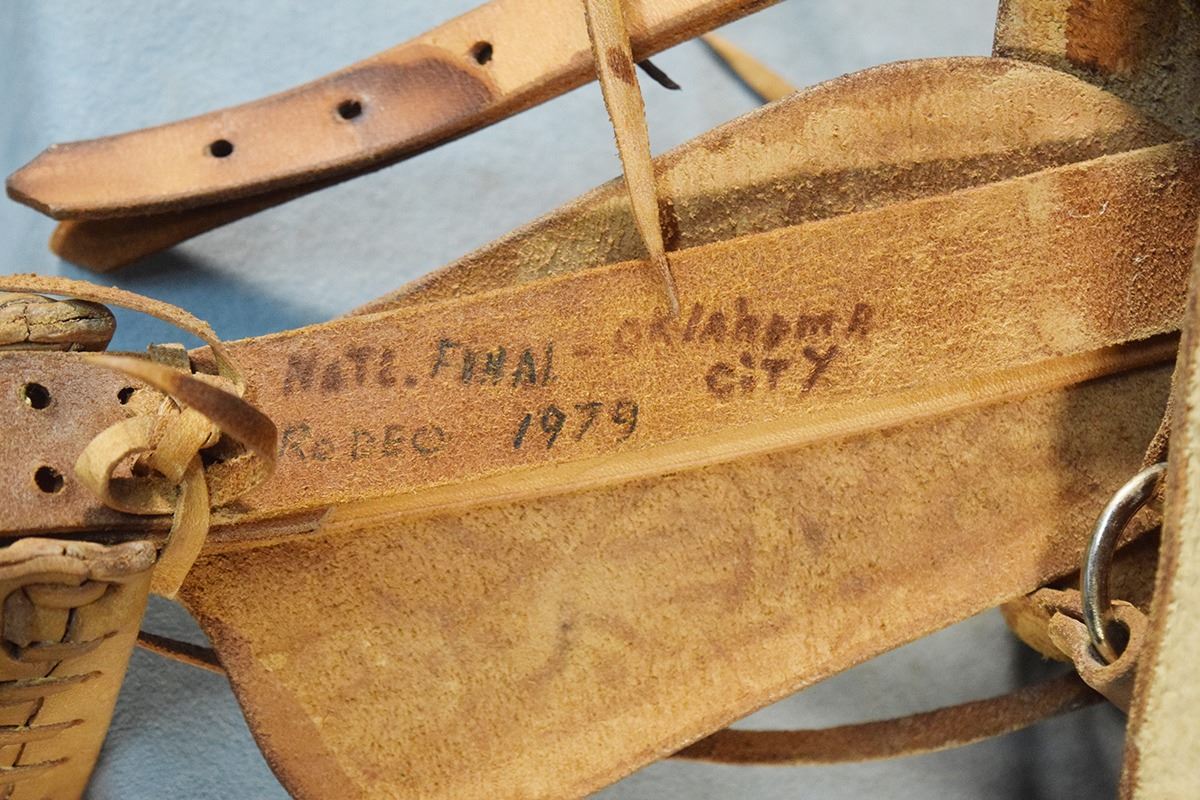 NATL. FINAL - OKlAhOMA
CiTY
RODEO 1979